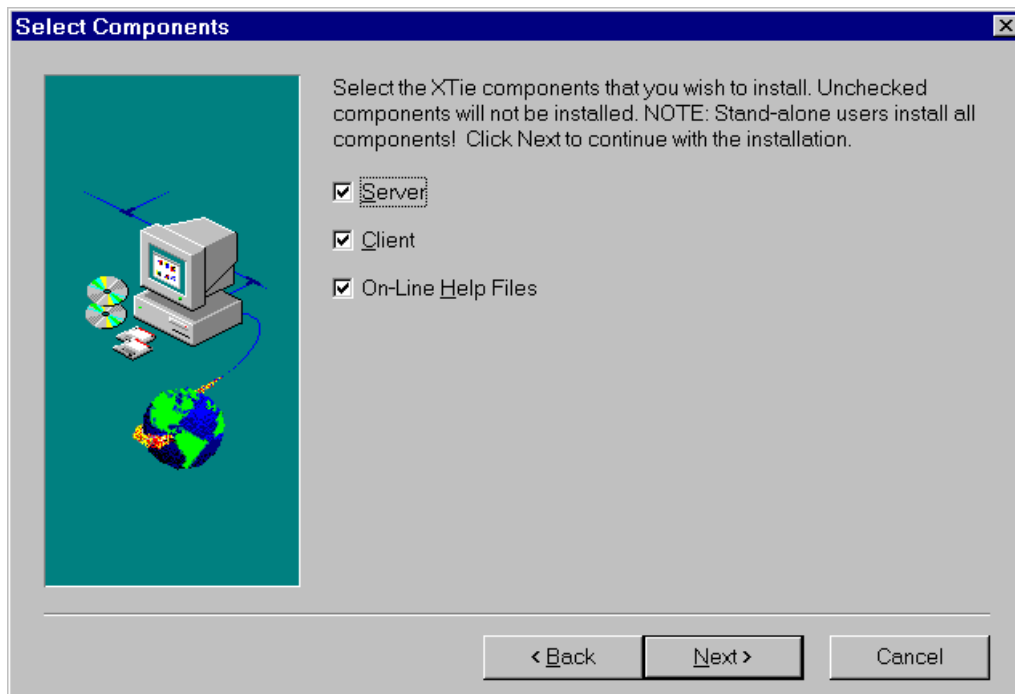 Select Components
Select the XTie components that you wish to install. Unchecked
components will not be installed. NOTE: Stand-alone users install all
components! Click Next to continue with the installation.
Server
Client
On-Line Help Files
< Back
Next >
Cancel